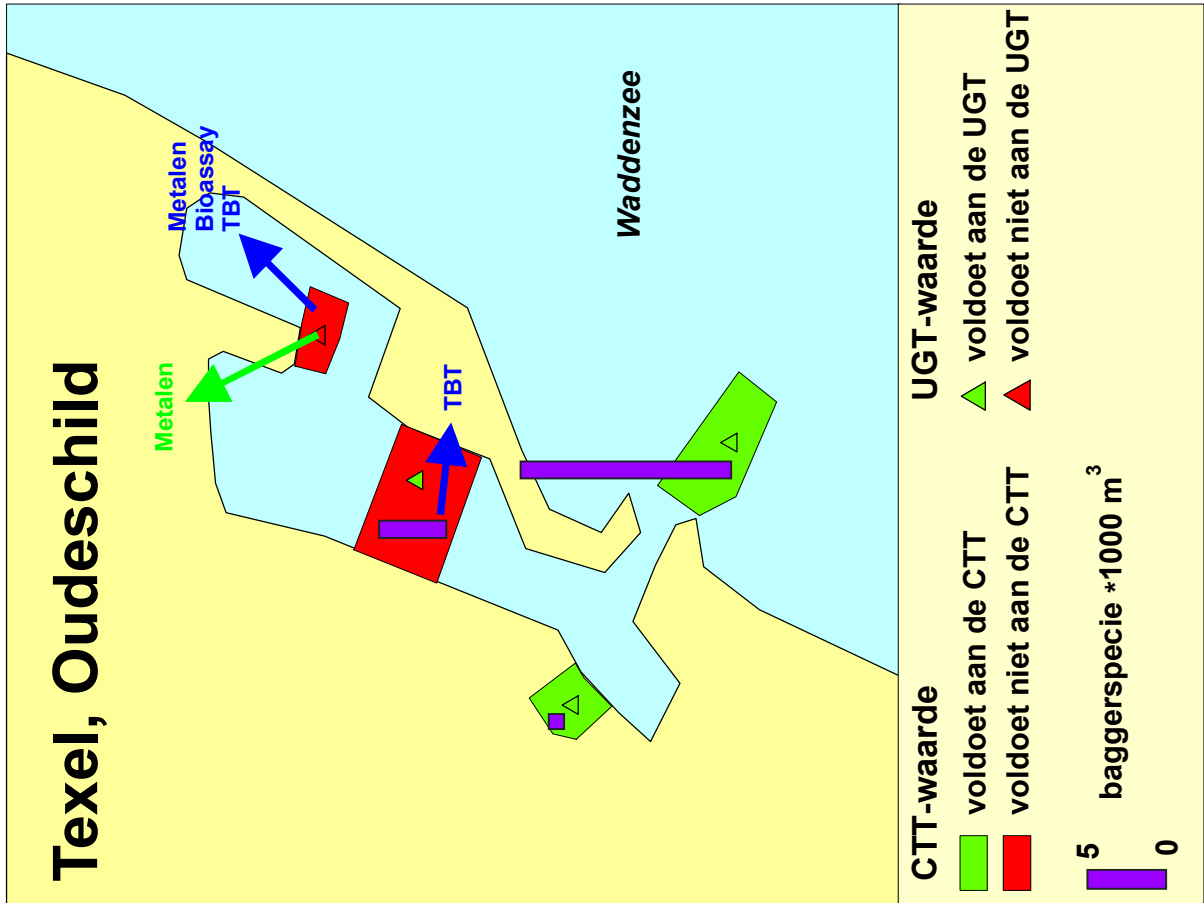 Texel, Oudeschild
Metalen
Metalen
Bioassay
TBT
TBT
Waddenzee
CTT-waarde
voldoet aan de CTT
voldoet niet aan de CTT
UGT-waarde
voldoet aan de UGT
voldoet niet aan de UGT
5
0
baggerspecie *1000 m³